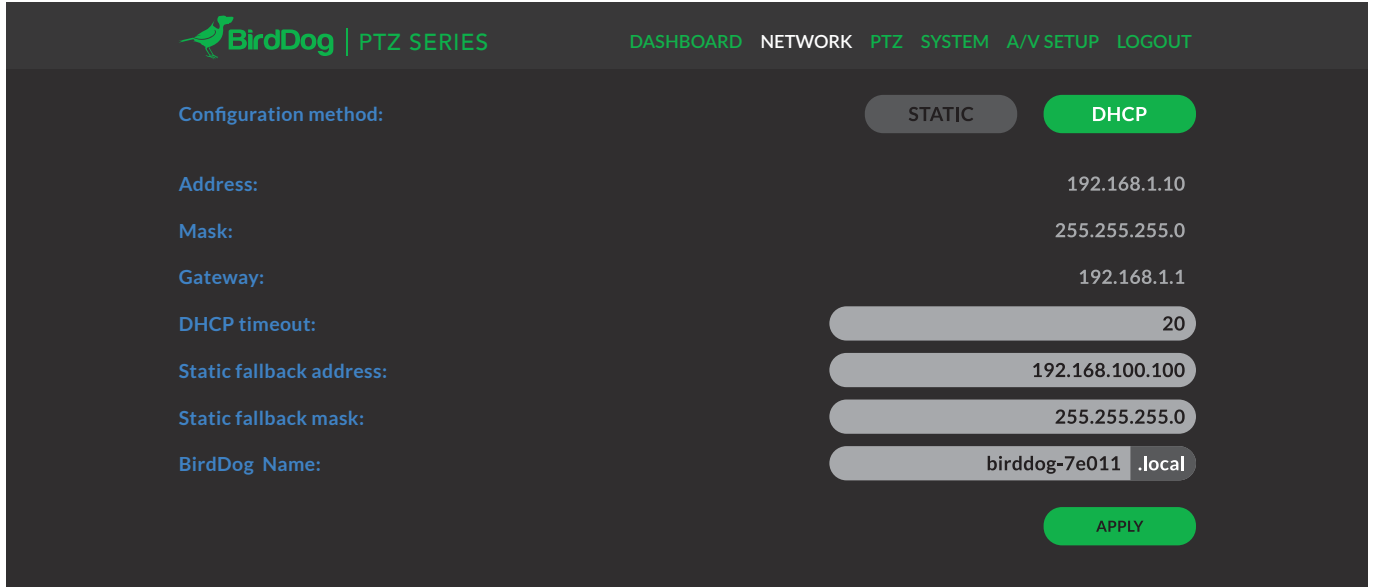 BirdDog | PTZ SERIES DASHBOARD NETWORK PTZ SYSTEM A/V SETUP LOGOUT
Configuration method: STATIC DHCP
Address: 192.168.1.10
Mask: 255.255.255.0
Gateway: 192.168.1.1
DHCP timeout: 20
Static fallback address: 192.168.100.100
Static fallback mask: 255.255.255.0
BirdDog Name: birddog-7e011 .local
APPLY